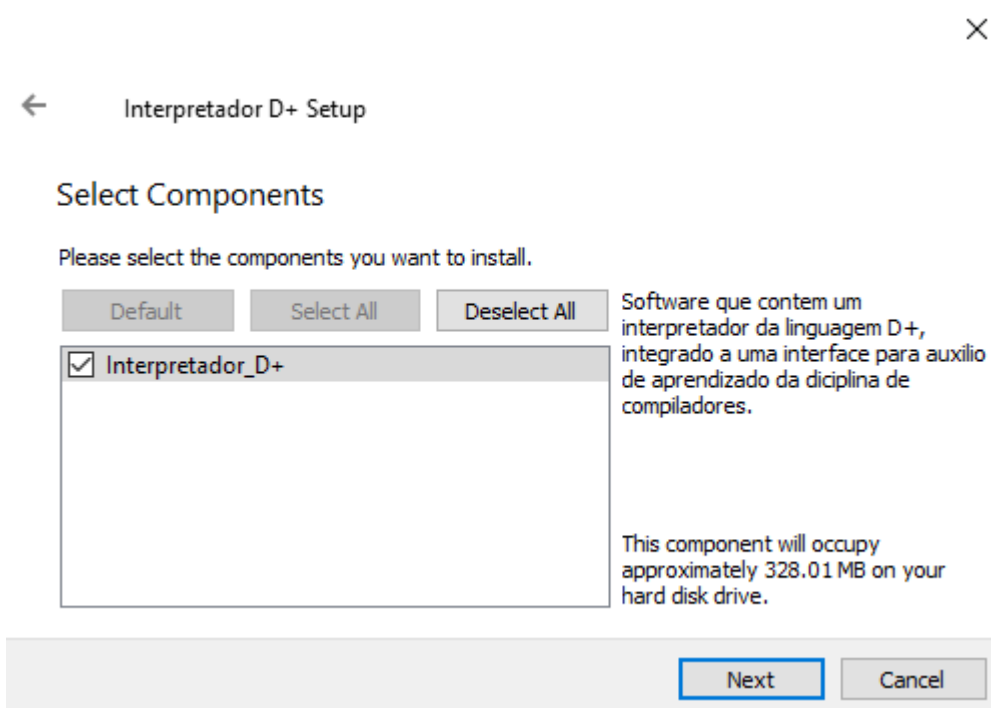 Interpretador D+ Setup
Select Components
Please select the components you want to install.
Default
Select All
Deselect All
Interpretador_D+
Software que contem um
interpretador da linguagem D+,
integrado a uma interface para auxilio
de aprendizado da diciplina de
compiladores.
This component will occupy
approximately 328.01 MB on your
hard disk drive.
Next
Cancel